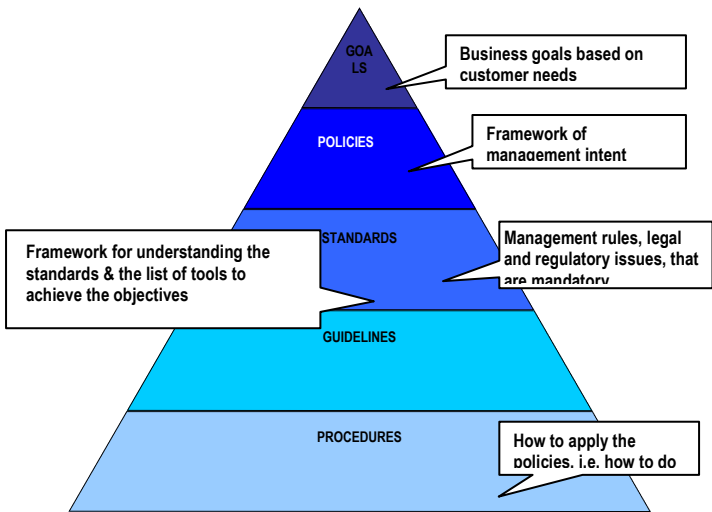 GOA
LS
Business goals based on
customer needs
POLICIES
Framework of
management intent
STANDARDS
Framework for understanding the
standards & the list of tools to
achieve the objectives
Management rules, legal
and regulatory issues, that
are mandatory
GUIDELINES
PROCEDURES
How to apply the
policies, i.e. how to do